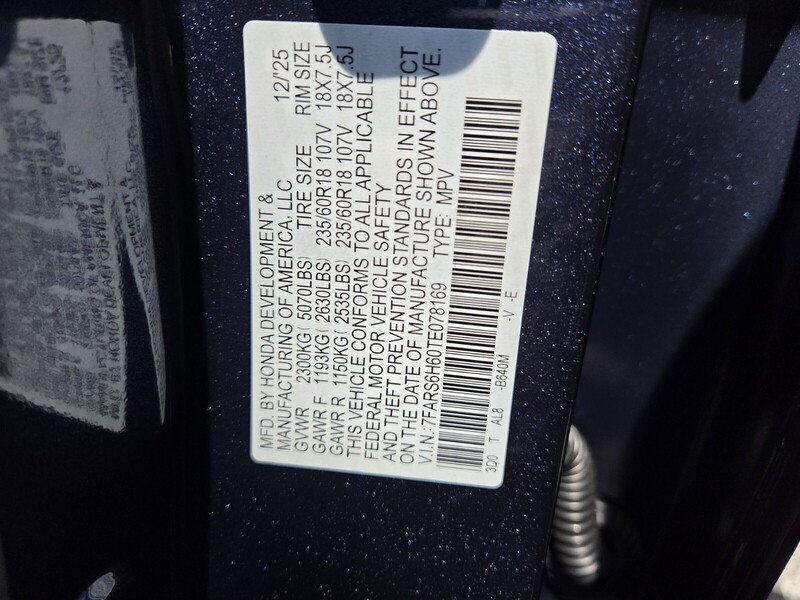 MFD. BY HONDA DEVELOPMENT &
MANUFACTURING OF AMERICA, LLC 12/'25
GVWR 2300KG( 5070LBS) TIRE SIZE RIM SIZE
GAWR F 1193KG( 2630LBS) 235/60R18 107V 18X7.5J
GAWR R 1150KG( 2535LBS) 235/60R18 107V 18X7.5J
THIS VEHICLE CONFORMS TO ALL APPLICABLE
FEDERAL MOTOR VEHICLE SAFETY
AND THEFT PREVENTION STANDARDS IN EFFECT
ON THE DATE OF MANUFACTURE SHOWN ABOVE.
V.I.N.: 7FARS6H60TE078169 TYPE: MPV
3D0 T AL8 -B640M -V -E